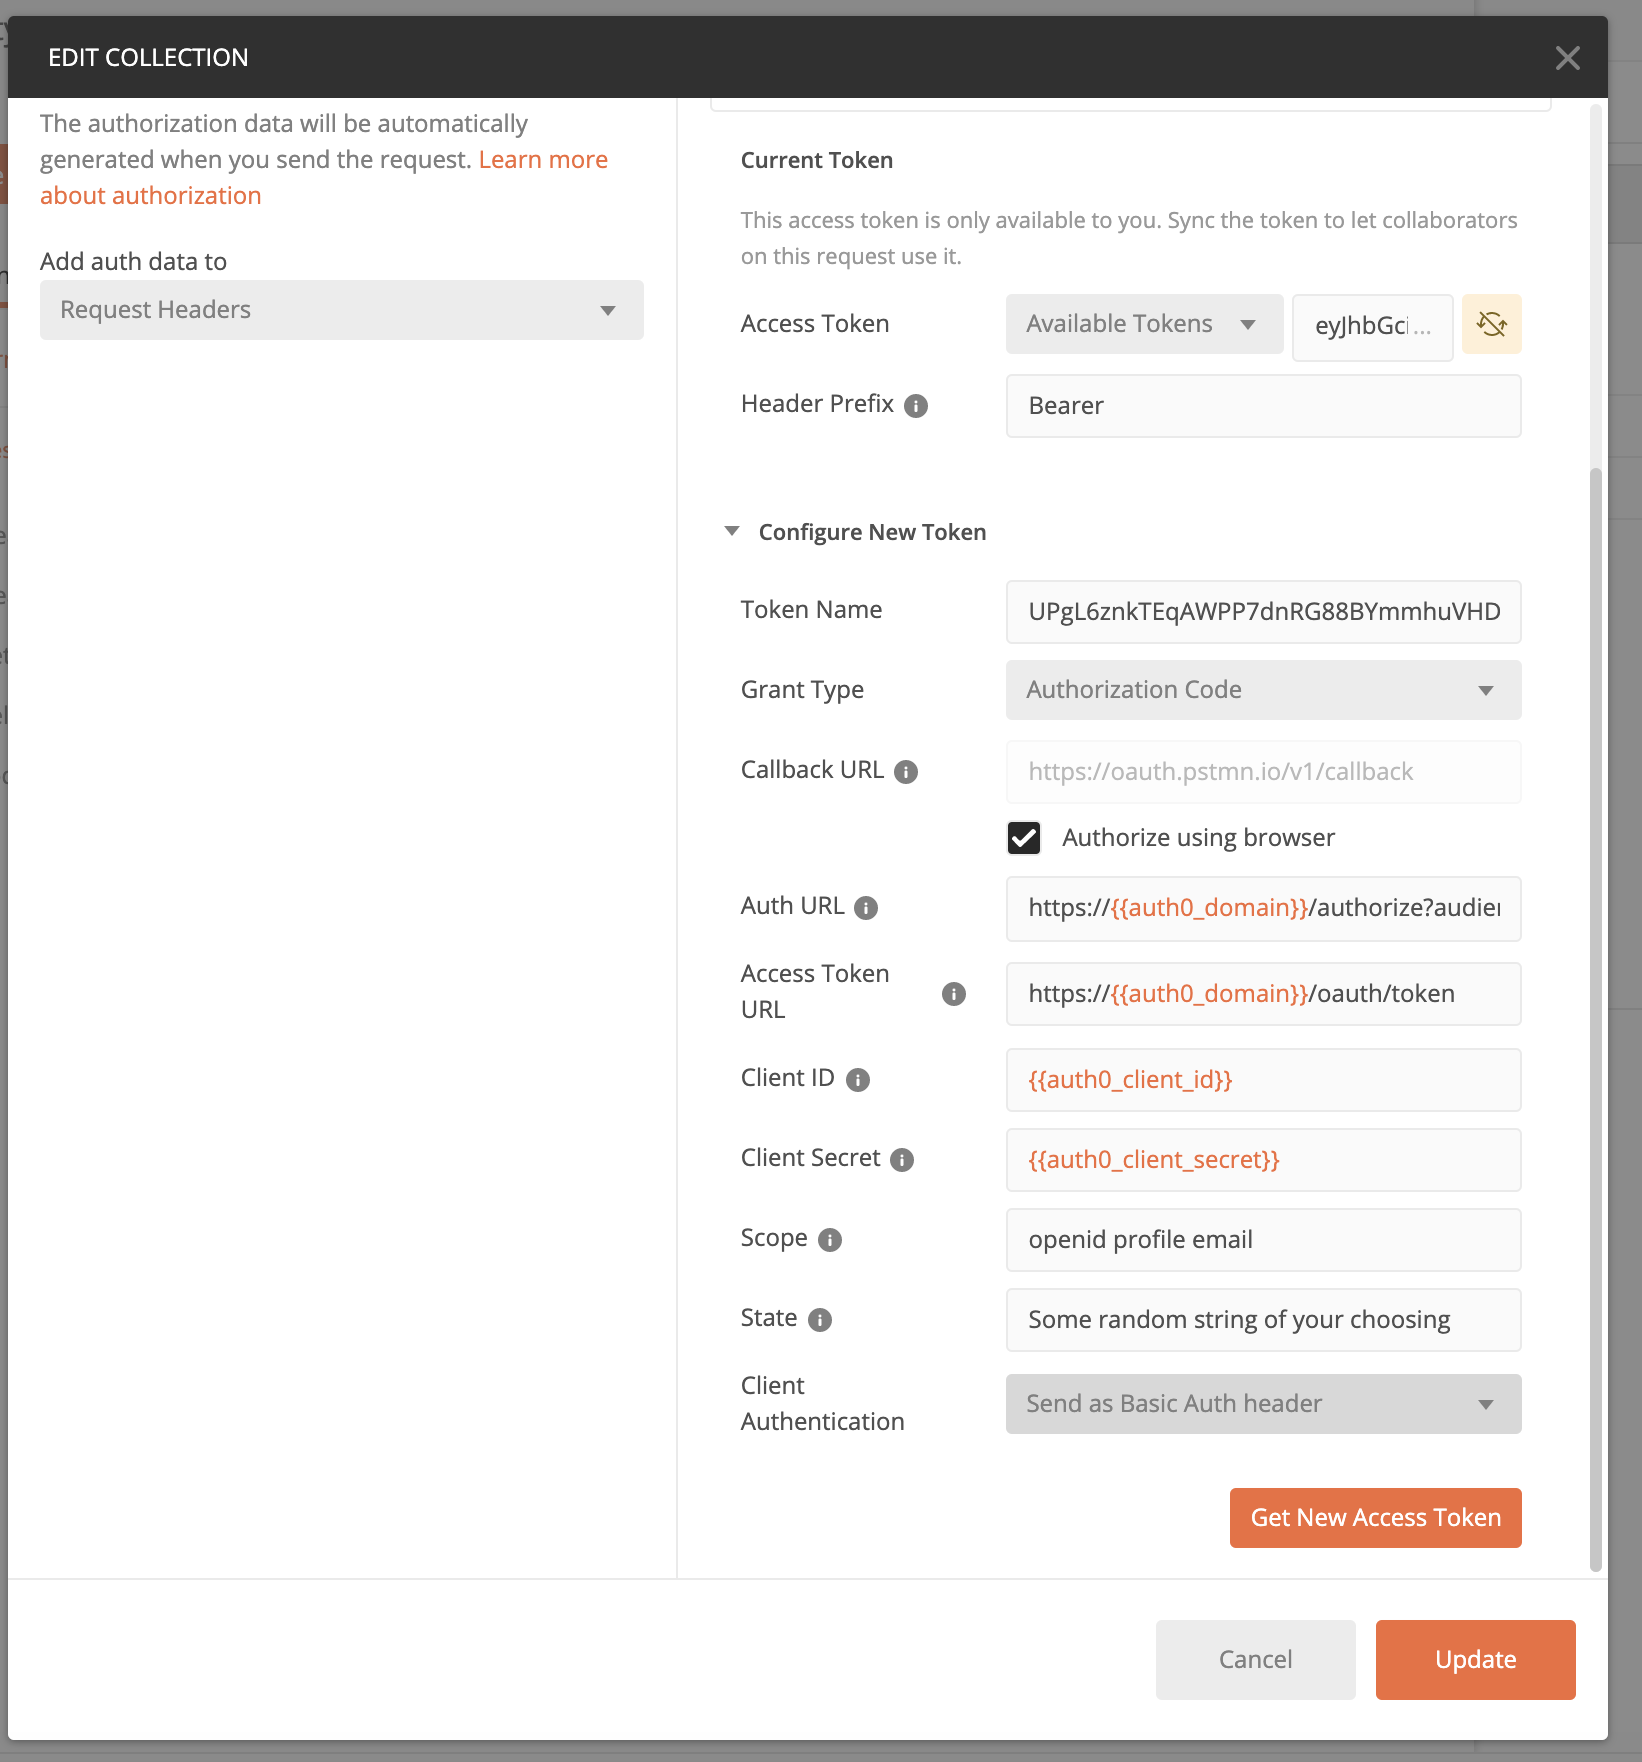 EDIT COLLECTION
The authorization data will be automatically
generated when you send the request. Learn more
about authorization
Add auth data to
Request Headers
Current Token
This access token is only available to you. Sync the token to let collaborators
on this request use it.
Access Token
Available Tokens
eyJhbGci...
Header Prefix
Bearer
Configure New Token
Token Name
UPgL6znkTEqAWPP7dnRG88BYmmhuVHD
Grant Type
Authorization Code
Callback URL
https://oauth.pstmn.io/v1/callback
Authorize using browser
Auth URL
https://{{auth0_domain}}/authorize?audien
Access Token
URL
https://{{auth0_domain}}/oauth/token
Client ID
{{auth0_client_id}}
Client Secret
{{auth0_client_secret}}
Scope
openid profile email
State
Some random string of your choosing
Client
Authentication
Send as Basic Auth header
Get New Access Token
Cancel
Update